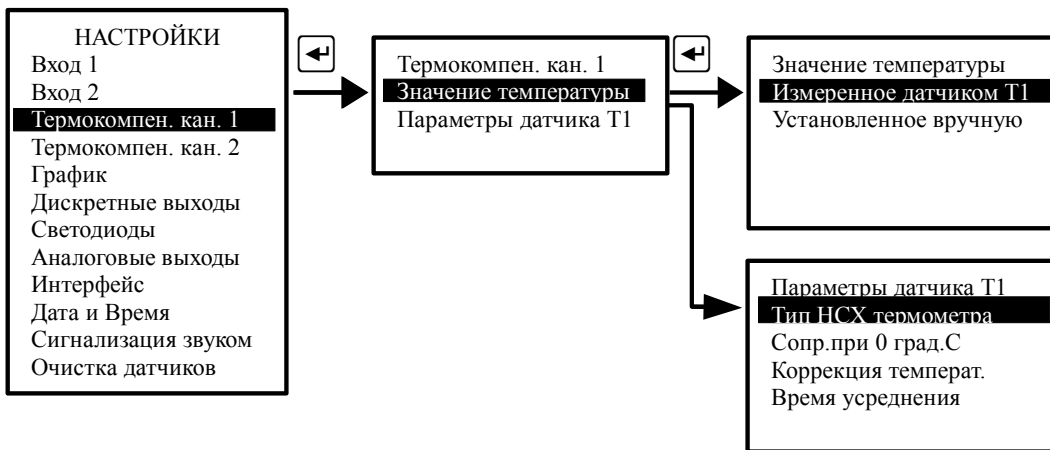 НАСТРОЙКИ
Вход 1
Вход 2
Термокомпен. кан. 1
Термокомпен. кан. 2
График
Дискретные выходы
Светодиоды
Аналоговые выходы
Интерфейс
Дата и Время
Сигнализация звуком
Очистка датчиков
Термокомпен. кан. 1
Значение температуры
Параметры датчика Т1
Значение температуры
Измеренное датчиком Т1
Установленное вручную
Параметры датчика Т1
Тип НСХ термометра
Сопр.при 0 град.С
Коррекция температ.
Время усреднения